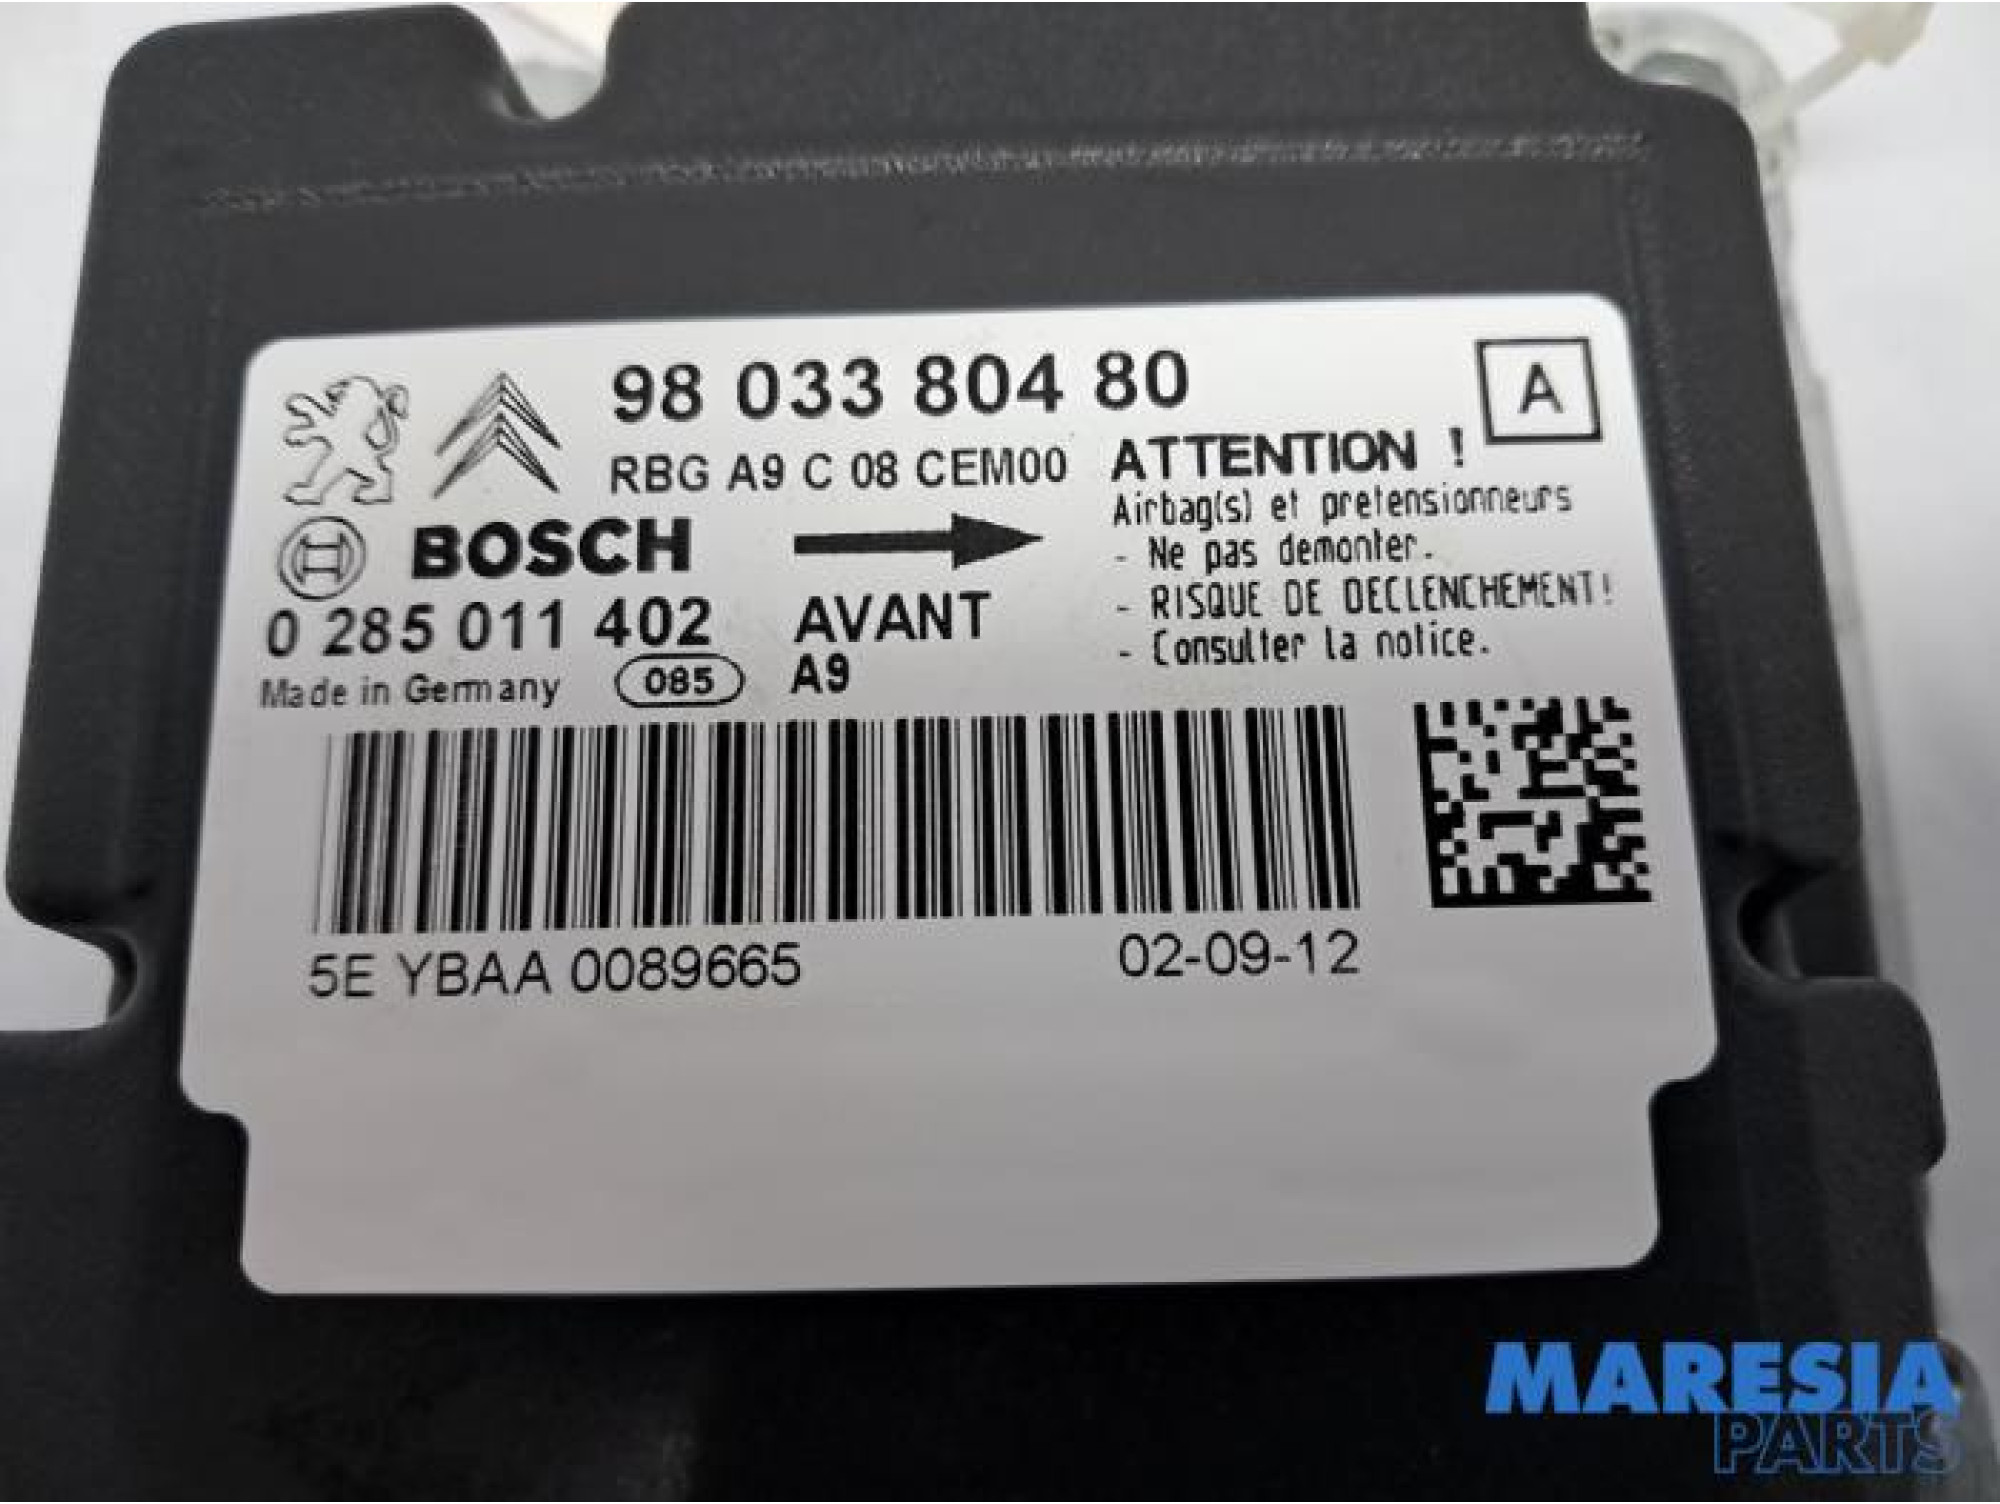 98 033 804 80
A
RBG A9 C 08 CEM00
ATTENTION !
Airbag(s) et pretensionneurs
- Ne pas demonter.
- RISQUE DE DECLENCHEMENT!
- Consulter la notice.
BOSCH
0 285 011 402
AVANT
Made in Germany
085
A9
5E YBAA 0089665
02-09-12
MARESIA
PARTS